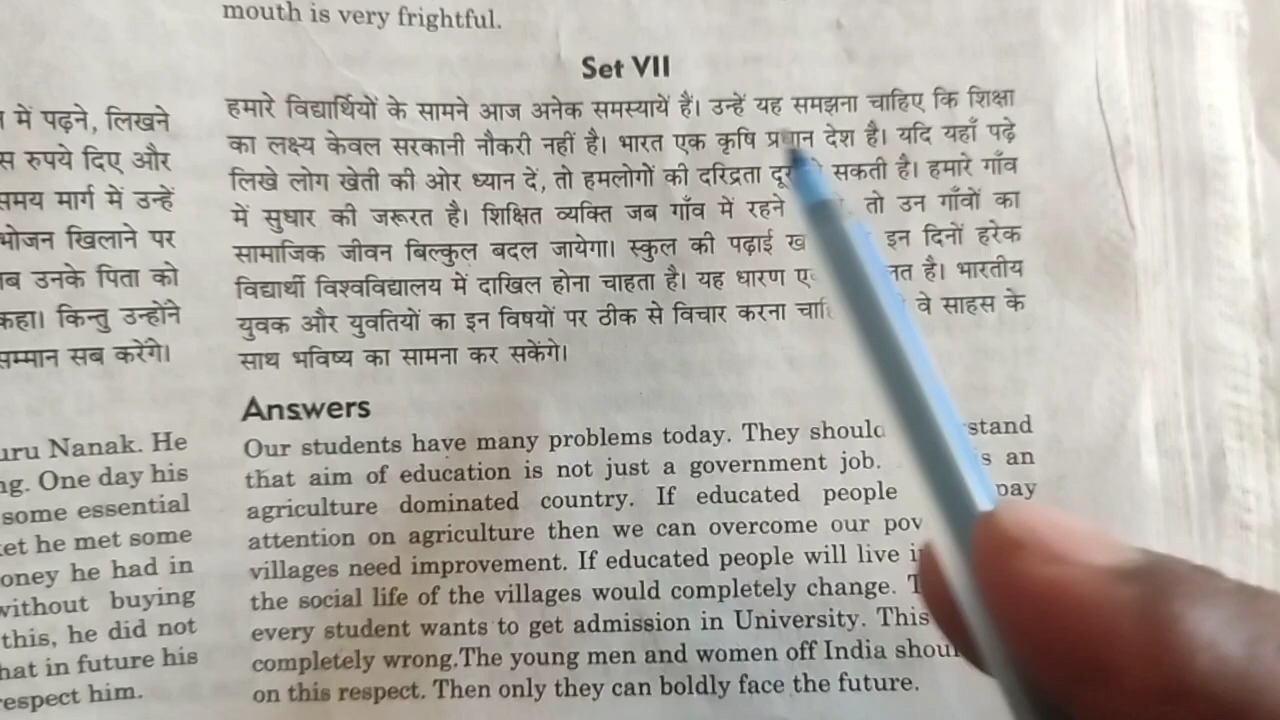 mouth is very frightful.
Set VII
में पढ़ने, लिखने
रुपये दिए और
समय मार्ग में उन्हें
भोजन खिलाने पर
उनके पिता को
कहा। किन्तु उन्होंने
सम्मान सब करेंगे।
हमारे विद्यार्थियों के सामने आज अनेक समस्यायें हैं। उन्हें यह समझना चाहिए कि शिक्षा
का लक्ष्य केवल सरकानी नौकरी नहीं है। भारत एक कृषि प्रधान देश है। यदि यहाँ पढ़े
लिखे लोग खेती की ओर ध्यान दें, तो हमलोगों की दरिद्रता दूर सकती है। हमारे गाँव
में सुधार की जरूरत है। शिक्षित व्यक्ति जब गाँव में रहने तो उन गाँवों का
सामाजिक जीवन बिल्कुल बदल जायेगा। स्कुल की पढ़ाई इन दिनों हरेक
विद्यार्थी विश्वविद्यालय में दाखिल होना चाहता है। यह धारण है। भारतीय
युवक और युवतियों का इन विषयों पर ठीक से विचार करना वे साहस के
साथ भविष्य का सामना कर सकेंगे।
Answers
Nanak. He
One day his
some essential
he met some
he had in
without buying
this, he did not
in future his
respect him.
Our students have many problems today. They
that aim of education is not just a government job. an
agriculture dominated country. If educated people pay
attention on agriculture then we can overcome our
villages need improvement. If educated people will live
the social life of the villages would completely change.
every student wants to get admission in University. This
completely wrong.The young men and women off India
on this respect. Then only they can boldly face the future.